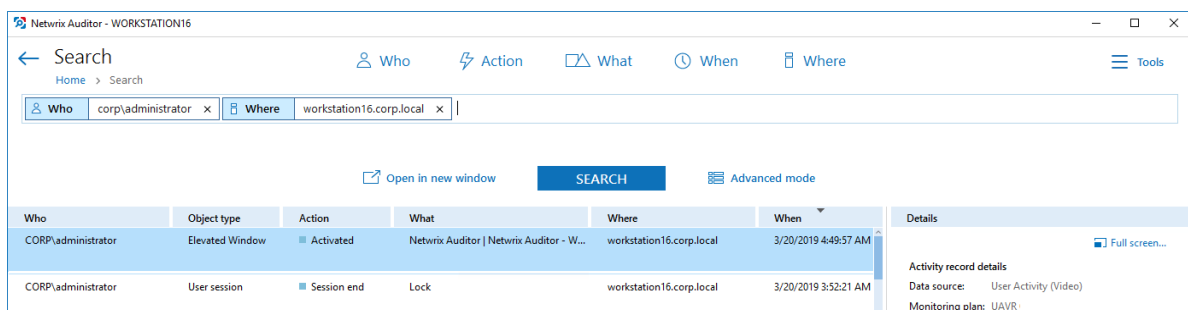 Netwrix Auditor - WORKSTATION16
Search
Who Action What When Where Tools
Home > Search
Who corp\administrator × Where workstation16.corp.local ×
Open in new window SEARCH Advanced mode
Who Object type Action What Where When Details
CORP\administrator Elevated Window Activated Netwrix Auditor | Netwrix Auditor - W... workstation16.corp.local 3/20/2019 4:49:57 AM
Full screen...
Activity record details
Data source: User Activity (Video)
CORP\administrator User session Session end Lock workstation16.corp.local 3/20/2019 3:52:21 AM
Monitoring plan: UAVR